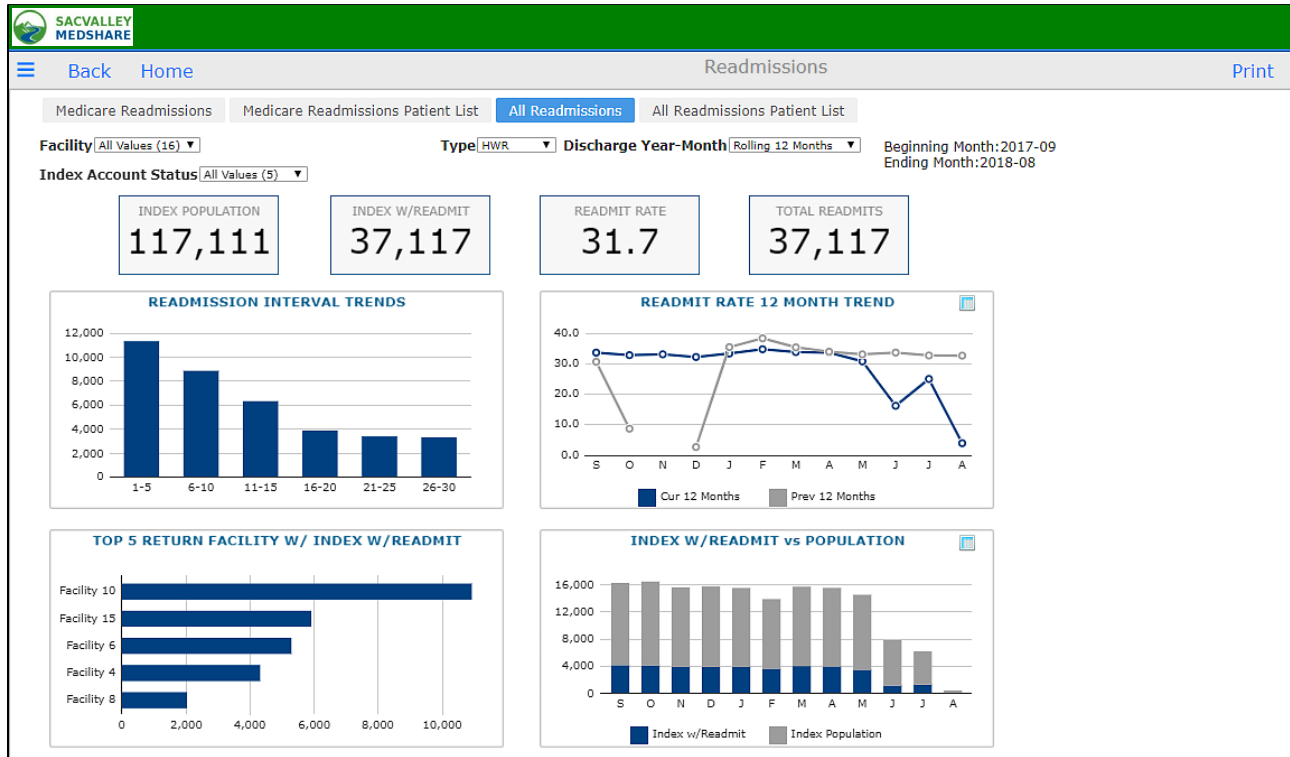 SACVALLEY
MEDSHARE
☰ Back Home Readmissions Print
Medicare Readmissions Medicare Readmissions Patient List All Readmissions All Readmissions Patient List
Facility All Values (16) ▼ Type HWR ▼ Discharge Year-Month Rolling 12 Months ▼ Beginning Month:2017-09
Ending Month:2018-08
Index Account Status All Values (5) ▼
INDEX POPULATION INDEX W/READMIT READMIT RATE TOTAL READMITS
117,111 37,117 31.7 37,117
READMISSION INTERVAL TRENDS
12,000
10,000
8,000
6,000
4,000
2,000
0
1-5 6-10 11-15 16-20 21-25 26-30
READMIT RATE 12 MONTH TREND
40.0
30.0
20.0
10.0
0.0
S O N D J F M A M J J A
Cur 12 Months Prev 12 Months
TOP 5 RETURN FACILITY W/ INDEX W/READMIT
Facility 10
Facility 15
Facility 6
Facility 4
Facility 8
0 2,000 4,000 6,000 8,000 10,000
INDEX W/READMIT vs POPULATION
16,000
12,000
8,000
4,000
0
S O N D J F M A M J J A
Index w/Readmit Index Population